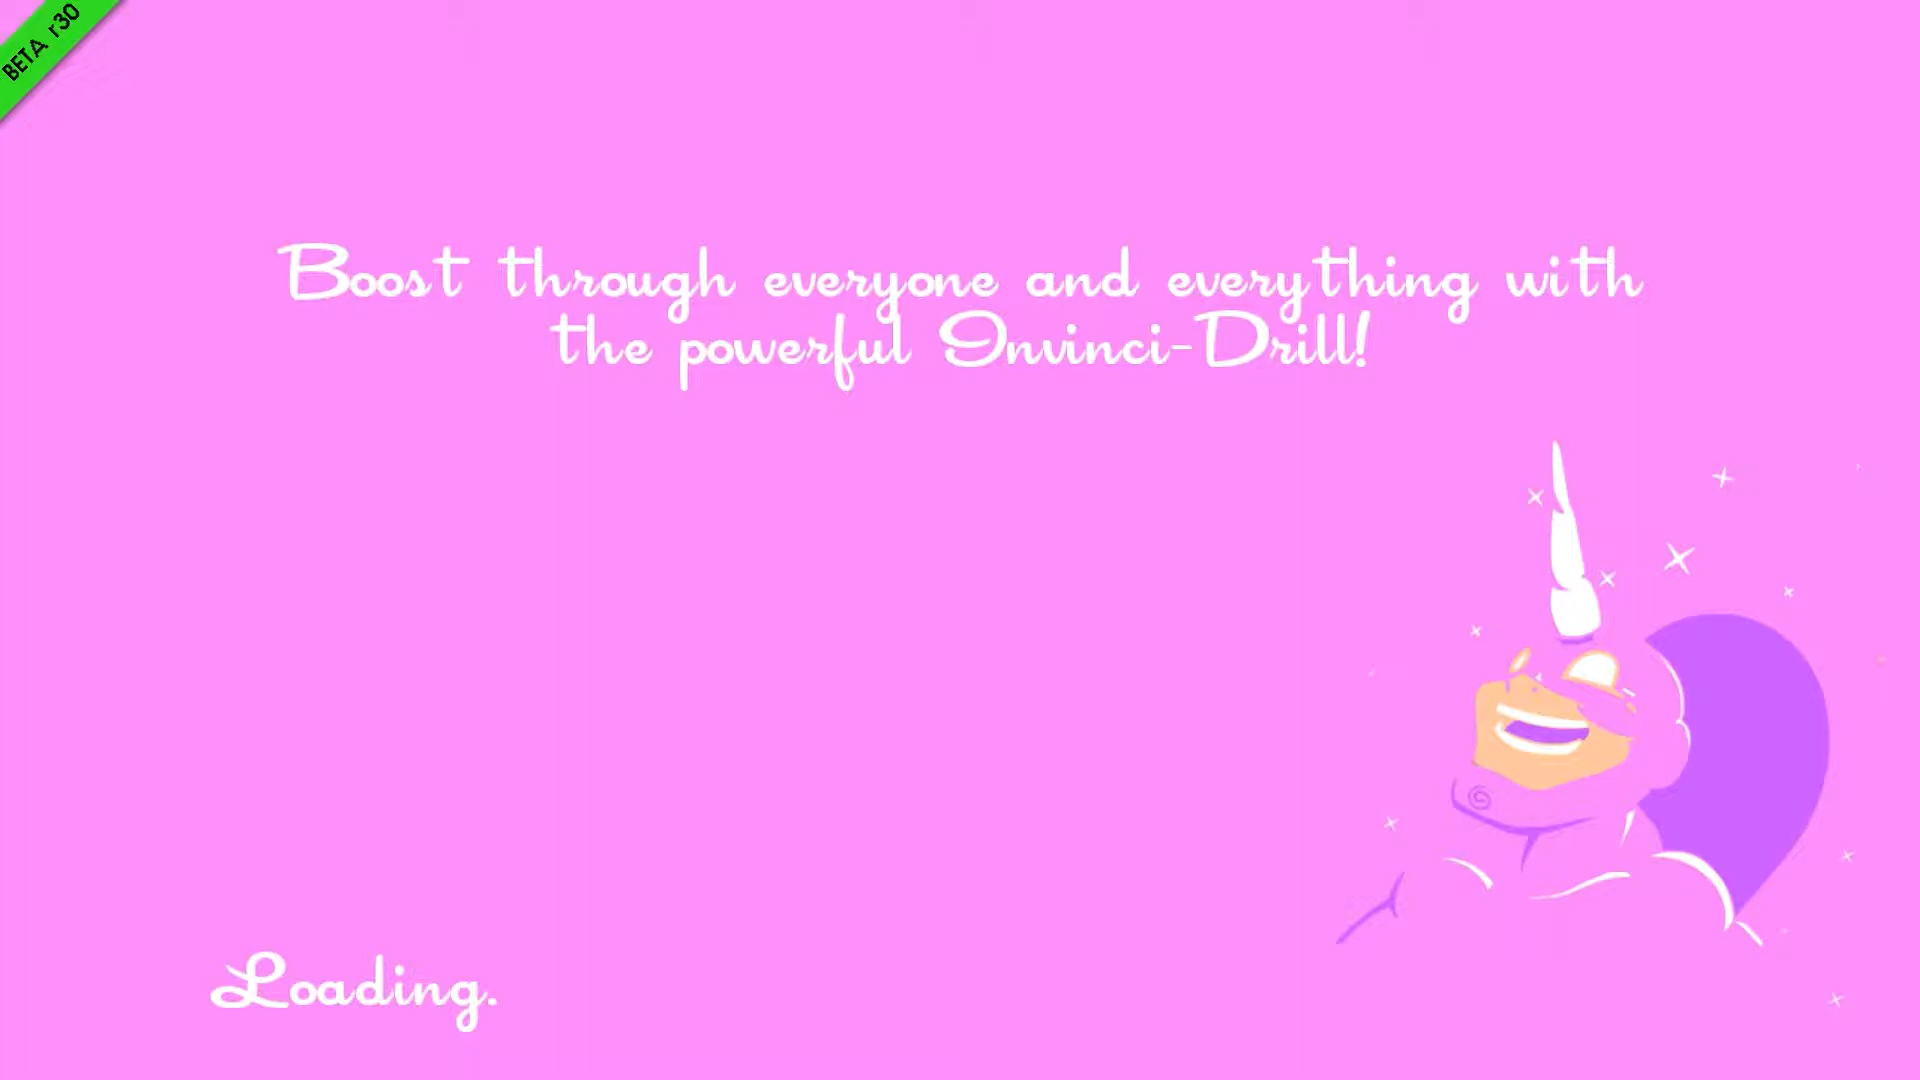 BETA r30
Boost through everyone and everything with
the powerful Invinci-Drill!
Loading.